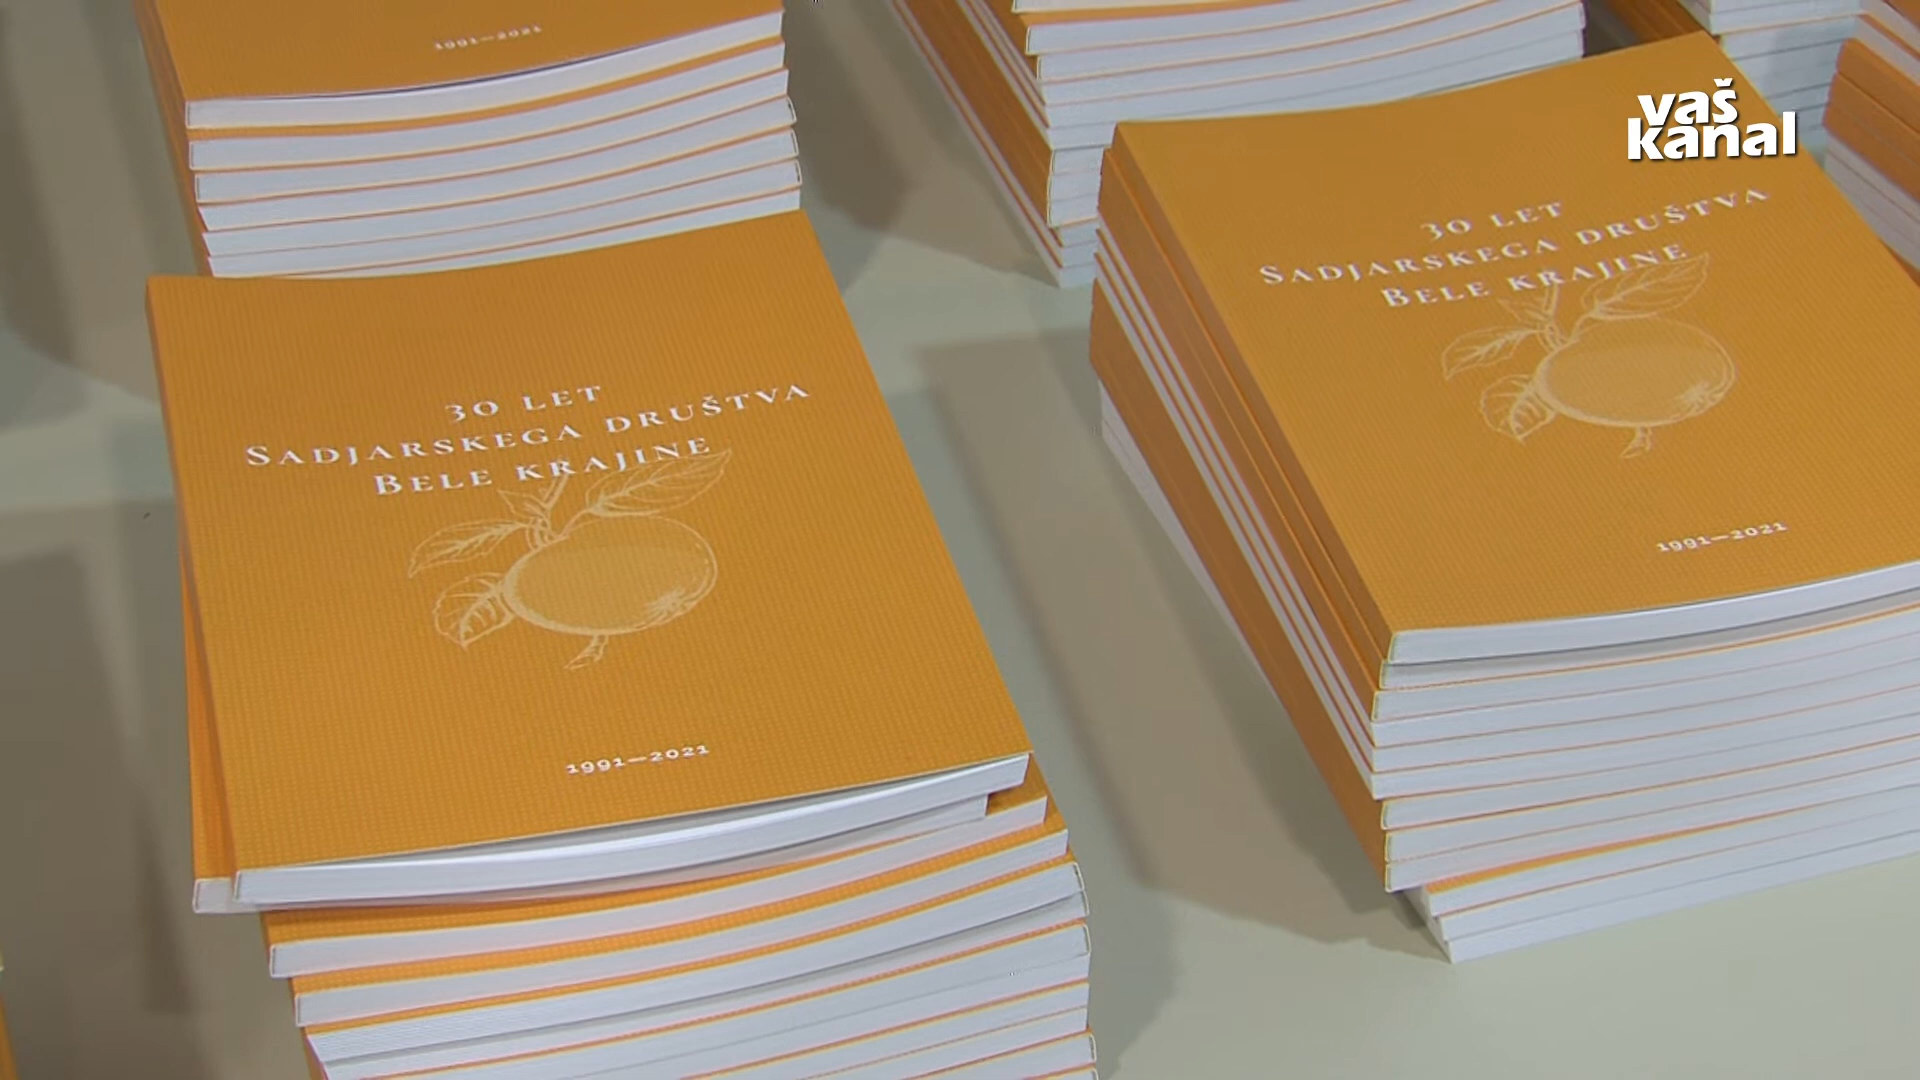 1991—2021
vaš
kanal
30 LET
SADJARSKEGA DRUŠTVA
BELE KRAJINE
1991—2021
30 LET
SADJARSKEGA DRUŠTVA
BELE KRAJINE
1991—2021